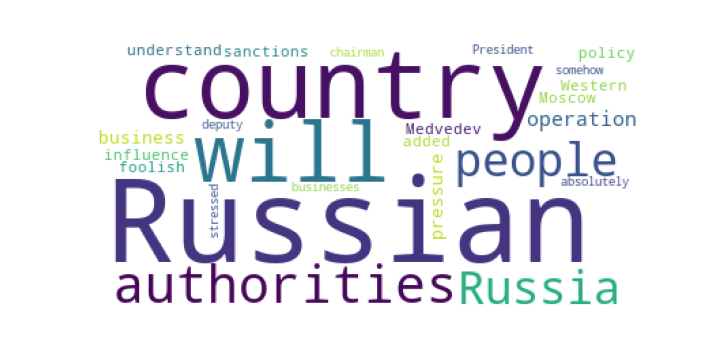 understand sanctions chairman President policy
country somehow
Western
Moscow
business deputy will Medvedev added operation
influence people
foolish
stressed businesses pressure absolutely
Russian
authorities Russia